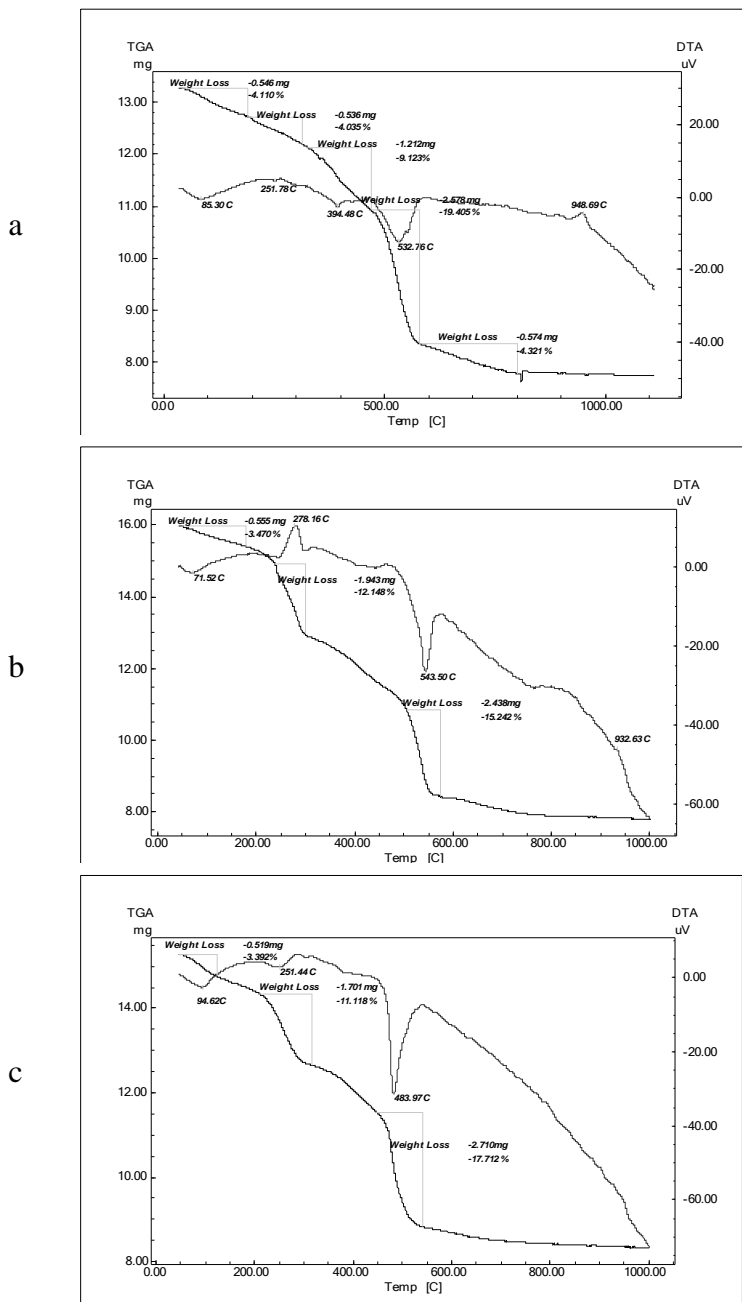 a
TGA
mg
DTA
uV
Weight Loss -0.546mg
-4.110%
Weight Loss -0.536mg
-4.035%
Weight Loss -1.212mg
-9.123%
Weight Loss -2.578mg
-19.405%
Weight Loss -0.574mg
-4.321%
85.30C
251.78C
394.48C
532.76C
948.69C
13.00
12.00
11.00
10.00
9.00
8.00
20.00
0.00
-20.00
-40.00
0.00 500.00 1000.00
Temp [C]
b
TGA
mg
DTA
uV
Weight Loss -0.555mg
-3.470%
278.16C
Weight Loss -1.943mg
-12.148%
71.52C
543.50C
Weight Loss -2.438mg
-15.242%
932.63C
16.00
14.00
12.00
10.00
8.00
0.00
-20.00
-40.00
-60.00
0.00 200.00 400.00 600.00 800.00 1000.00
Temp [C]
c
TGA
mg
DTA
uV
Weight Loss -0.519mg
-3.392%
251.44C
Weight Loss -1.701mg
-11.118%
94.62C
483.97C
Weight Loss -2.710mg
-17.712%
14.00
12.00
10.00
8.00
0.00
-20.00
-40.00
-60.00
0.00 200.00 400.00 600.00 800.00 1000.00
Temp [C]